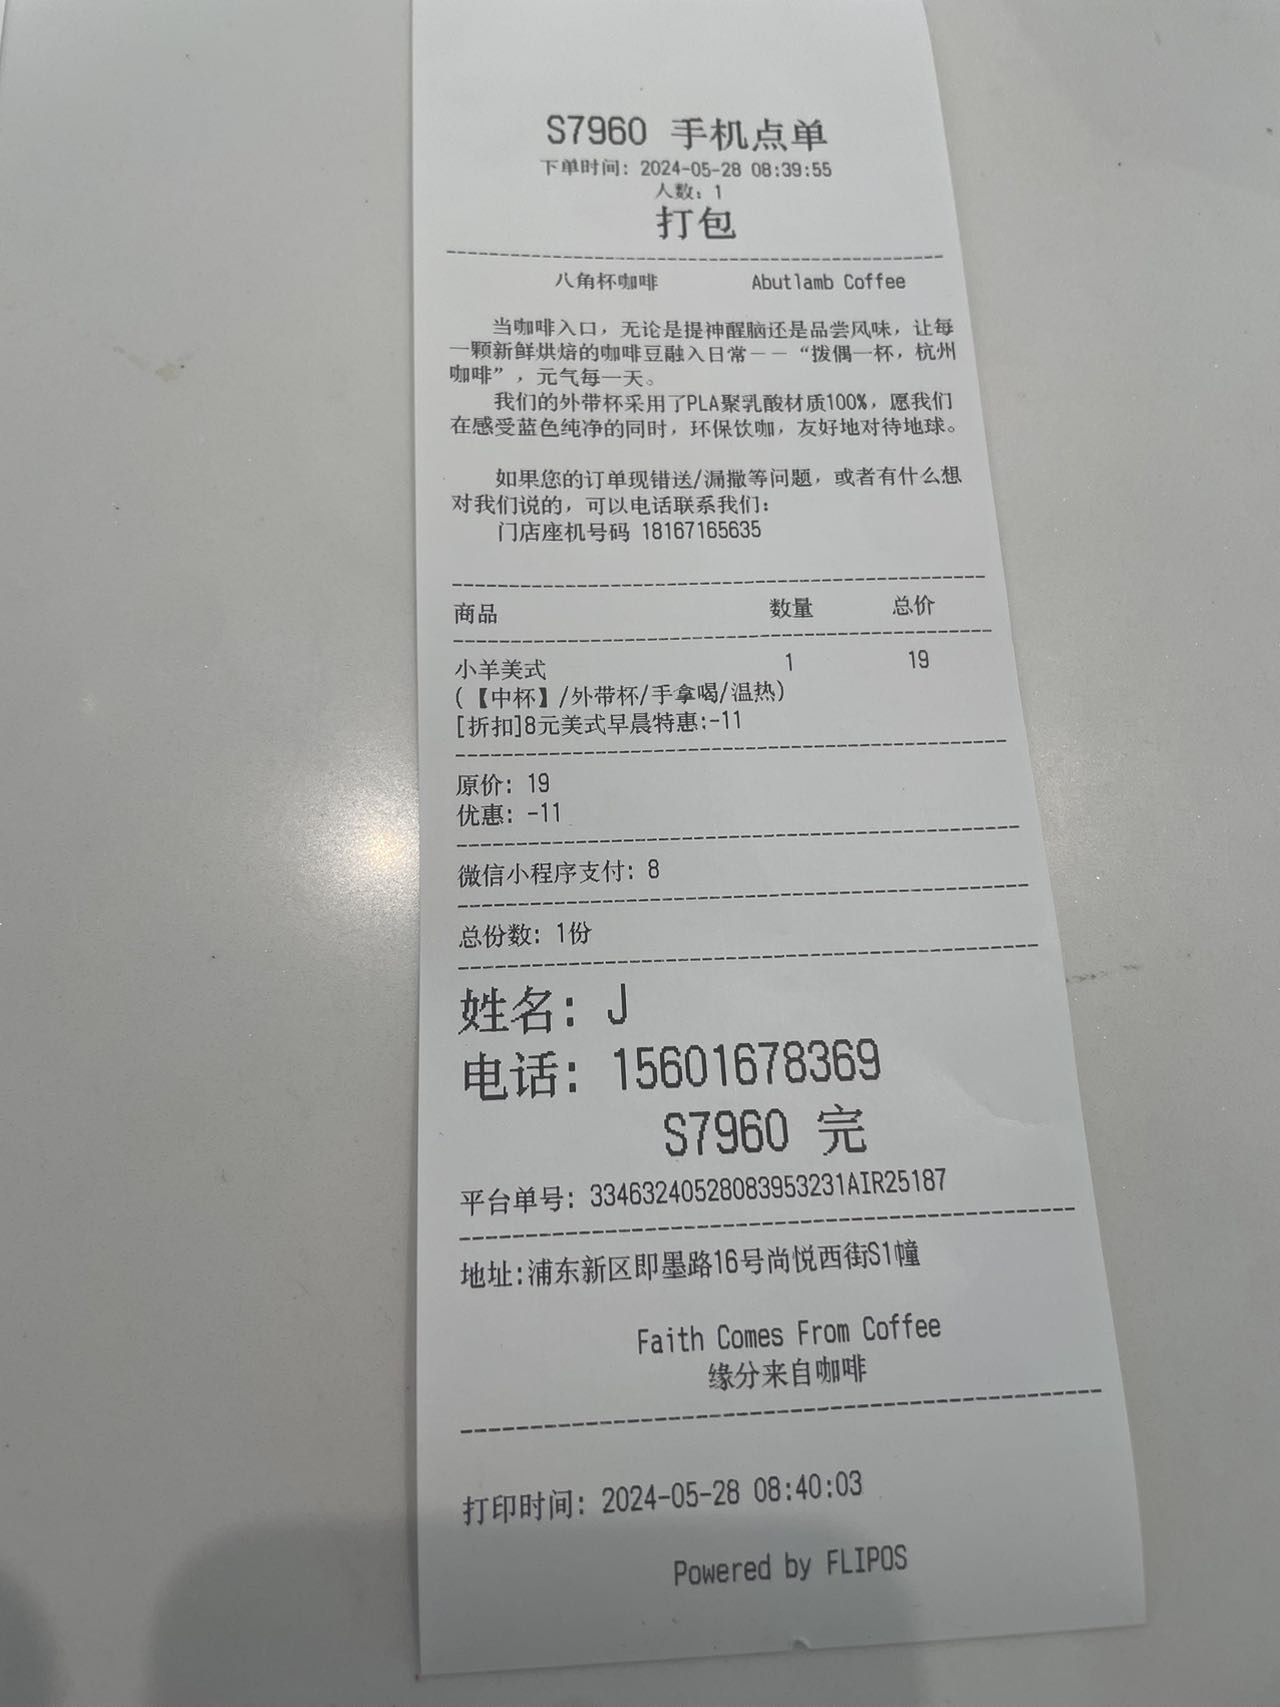 S7960 手机点单
下单时间: 2024-05-28 08:39:55
人数: 1
打包
八角杯咖啡 Abutlamb Coffee
当咖啡入口，无论是提神醒脑还是品尝风味，让每
一颗新鲜烘焙的咖啡豆融入日常——“拨偶一杯，杭州
咖啡”，元气每一天。
我们的外带杯采用了PLA聚乳酸材质100%，愿我们
在感受蓝色纯净的同时，环保饮咖，友好地对待地球。
如果您的订单现错送/漏撒等问题，或者有什么想
对我们说的，可以电话联系我们:
门店座机号码 18167165635
商品 数量 总价
小羊美式 1 19
(【中杯】/外带杯/手拿喝/温热)
[折扣]8元美式早晨特惠:-11
原价: 19
优惠: -11
微信小程序支付: 8
总份数: 1份
姓名: J
电话: 15601678369
S7960 完
平台单号: 33463240528083953231AIR25187
地址:浦东新区即墨路16号尚悦西街S1幢
Faith Comes From Coffee
缘分来自咖啡
打印时间: 2024-05-28 08:40:03
Powered by FLIPOS